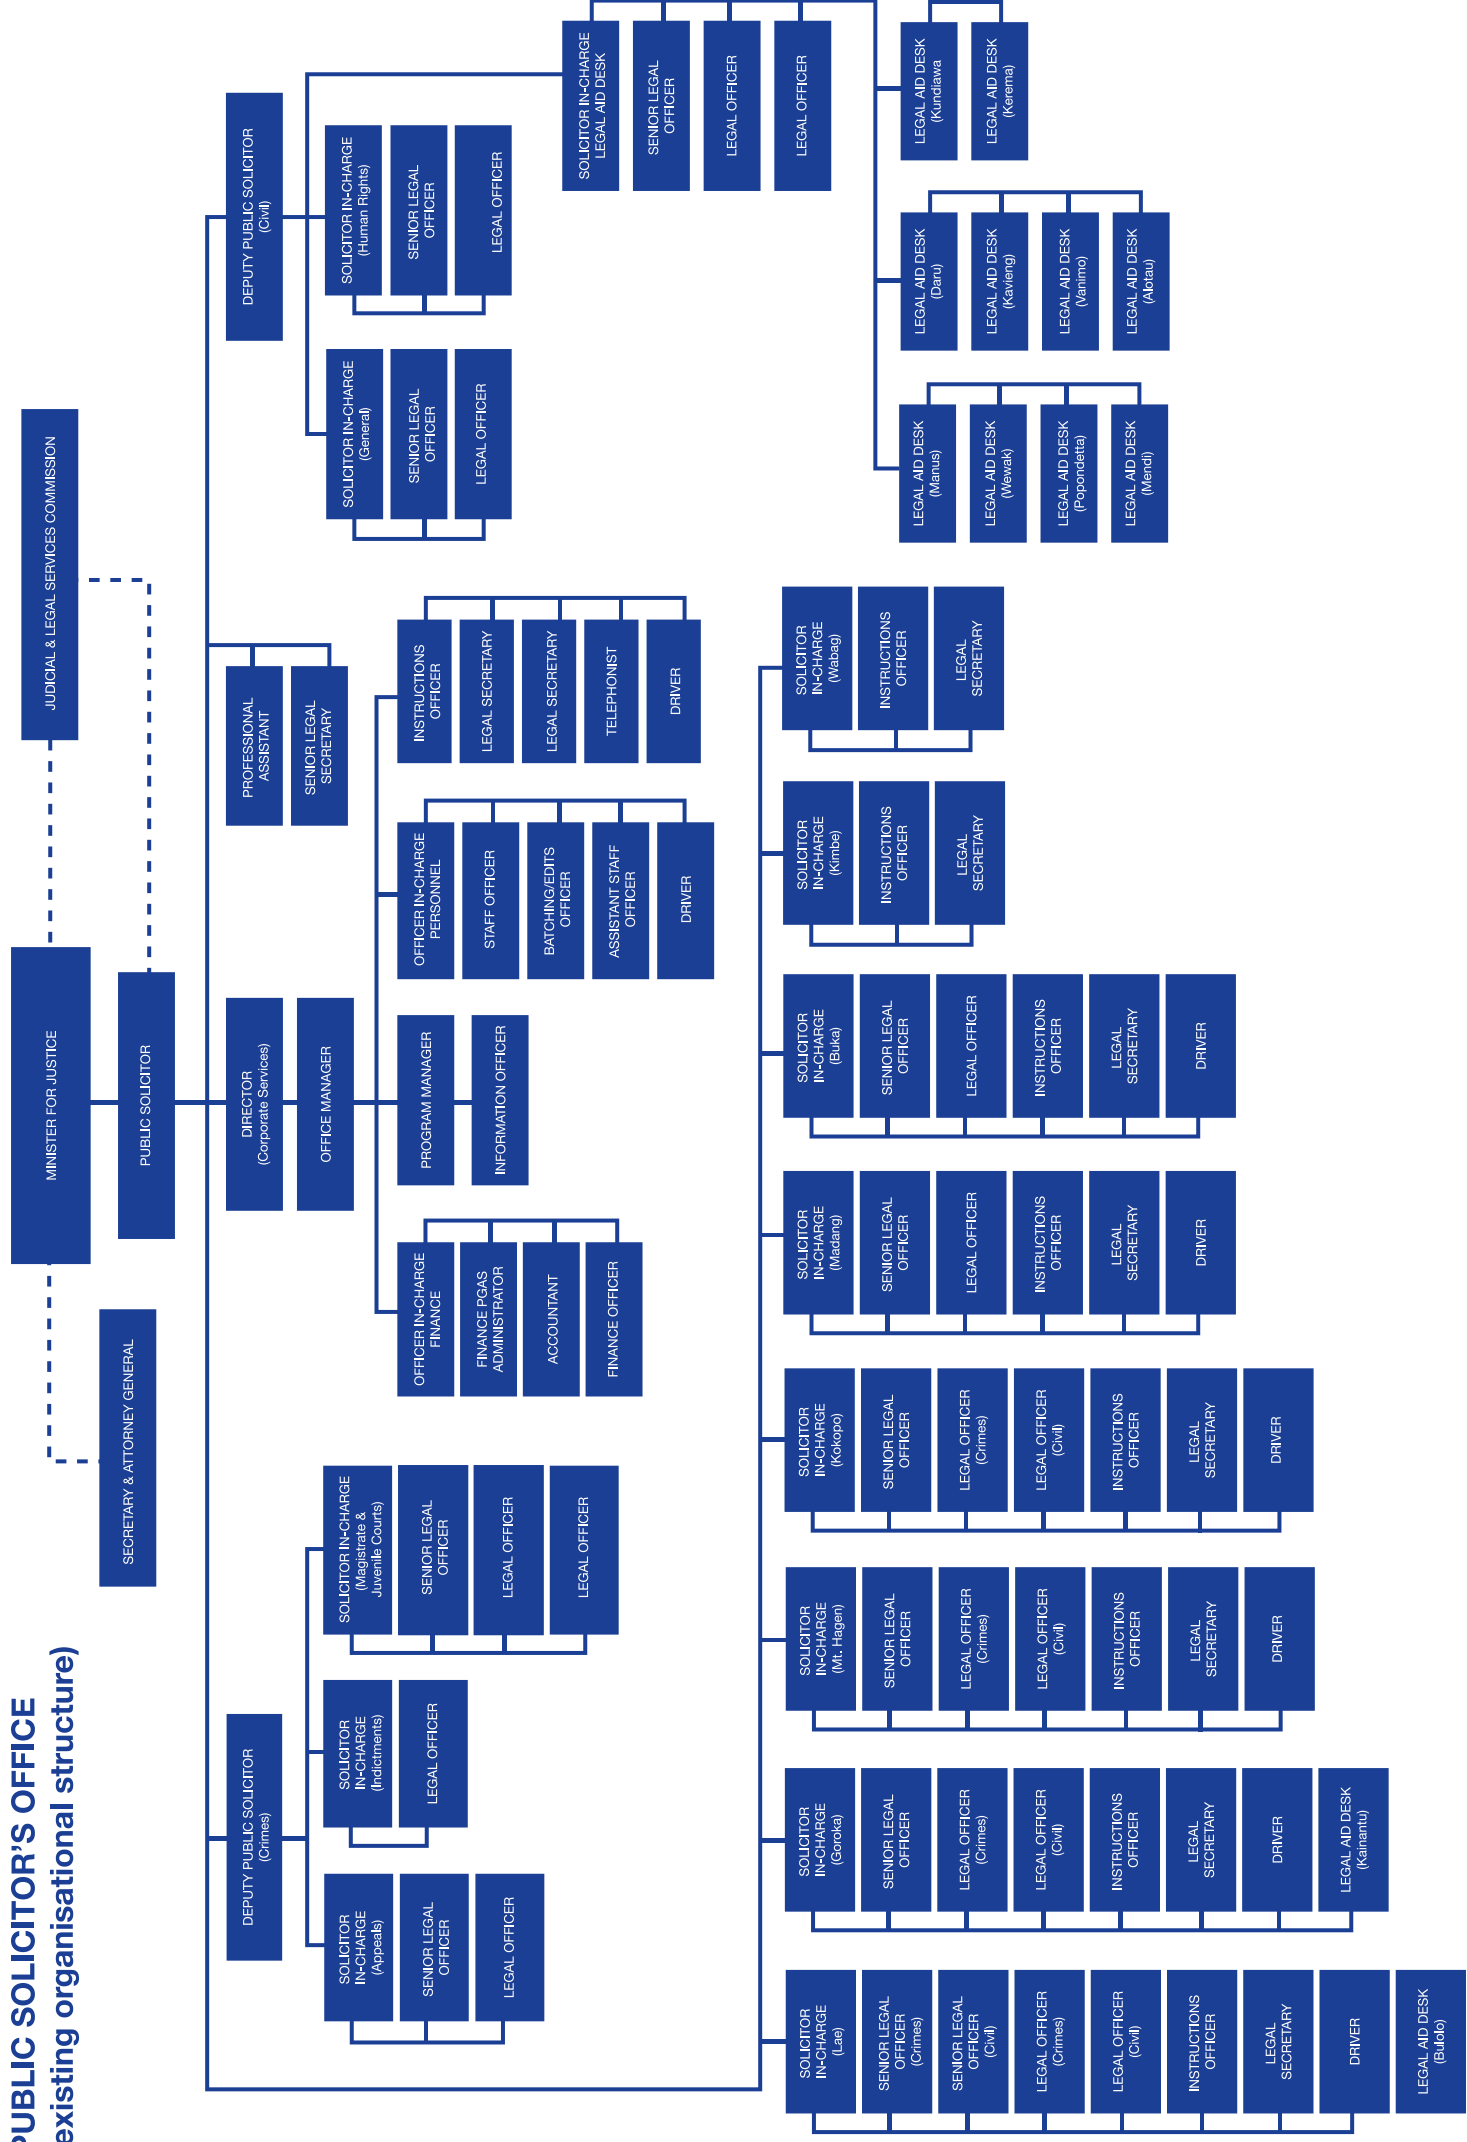 PUBLIC SOLICITOR'S OFFICE
existing organisational structure)
MINISTER FOR JUSTICE
JUDICIAL & LEGAL SERVICES COMMISSION
SECRETARY & ATTORNEY GENERAL
PUBLIC SOLICITOR
DEPUTY PUBLIC SOLICITOR
(Crimes)
DIRECTOR
(Corporate Services)
OFFICE MANAGER
PROFESSIONAL
ASSISTANT
SENIOR LEGAL
SECRETARY
DEPUTY PUBLIC SOLICITOR
(Civil)
SOLICITOR
IN-CHARGE
(Appeals)
SENIOR LEGAL
OFFICER
LEGAL OFFICER
SOLICITOR
IN-CHARGE
(Indictments)
LEGAL OFFICER
SOLICITOR IN-CHARGE
(Magistrate &
Juvenile Courts)
SENIOR LEGAL
OFFICER
LEGAL OFFICER
LEGAL OFFICER
OFFICER IN-CHARGE
FINANCE
FINANCE PGAS
ADMINISTRATOR
ACCOUNTANT
FINANCE OFFICER
PROGRAM MANAGER
INFORMATION OFFICER
OFFICER IN-CHARGE
PERSONNEL
STAFF OFFICER
BATCHING/EDITS
OFFICER
ASSISTANT STAFF
OFFICER
DRIVER
INSTRUCTIONS
OFFICER
LEGAL SECRETARY
LEGAL SECRETARY
TELEPHONIST
DRIVER
SOLICITOR IN-CHARGE
(General)
SENIOR LEGAL
OFFICER
LEGAL OFFICER
SOLICITOR IN-CHARGE
(Human Rights)
SENIOR LEGAL
OFFICER
LEGAL OFFICER
SOLICITOR IN-CHARGE
LEGAL AID DESK
SENIOR LEGAL
OFFICER
LEGAL OFFICER
LEGAL OFFICER
SOLICITOR
IN-CHARGE
(Lae)
SENIOR LEGAL
OFFICER
(Crimes)
SENIOR LEGAL
OFFICER
(Civil)
LEGAL OFFICER
(Crimes)
LEGAL OFFICER
(Civil)
INSTRUCTIONS
OFFICER
LEGAL
SECRETARY
DRIVER
LEGAL AID DESK
(Bulolo)
SOLICITOR
IN-CHARGE
(Goroka)
SENIOR LEGAL
OFFICER
LEGAL OFFICER
(Crimes)
LEGAL OFFICER
(Civil)
INSTRUCTIONS
OFFICER
LEGAL
SECRETARY
DRIVER
LEGAL AID DESK
(Kainantu)
SOLICITOR
IN-CHARGE
(Mt. Hagen)
SENIOR LEGAL
OFFICER
LEGAL OFFICER
(Crimes)
LEGAL OFFICER
(Civil)
INSTRUCTIONS
OFFICER
LEGAL
SECRETARY
DRIVER
SOLICITOR
IN-CHARGE
(Kokopo)
SENIOR LEGAL
OFFICER
LEGAL OFFICER
(Crimes)
LEGAL OFFICER
(Civil)
INSTRUCTIONS
OFFICER
LEGAL
SECRETARY
DRIVER
SOLICITOR
IN-CHARGE
(Madang)
SENIOR LEGAL
OFFICER
LEGAL OFFICER
INSTRUCTIONS
OFFICER
LEGAL
SECRETARY
DRIVER
SOLICITOR
IN-CHARGE
(Buka)
SENIOR LEGAL
OFFICER
LEGAL OFFICER
INSTRUCTIONS
OFFICER
LEGAL
SECRETARY
DRIVER
SOLICITOR
IN-CHARGE
(Kimbe)
INSTRUCTIONS
OFFICER
LEGAL
SECRETARY
SOLICITOR
IN-CHARGE
(Wabag)
INSTRUCTIONS
OFFICER
LEGAL
SECRETARY
LEGAL AID DESK
(Manus)
LEGAL AID DESK
(Wewak)
LEGAL AID DESK
(Popondetta)
LEGAL AID DESK
(Mendi)
LEGAL AID DESK
(Daru)
LEGAL AID DESK
(Kavieng)
LEGAL AID DESK
(Vanimo)
LEGAL AID DESK
(Alotau)
LEGAL AID DESK
(Kundiawa
LEGAL AID DESK
(Kerema)